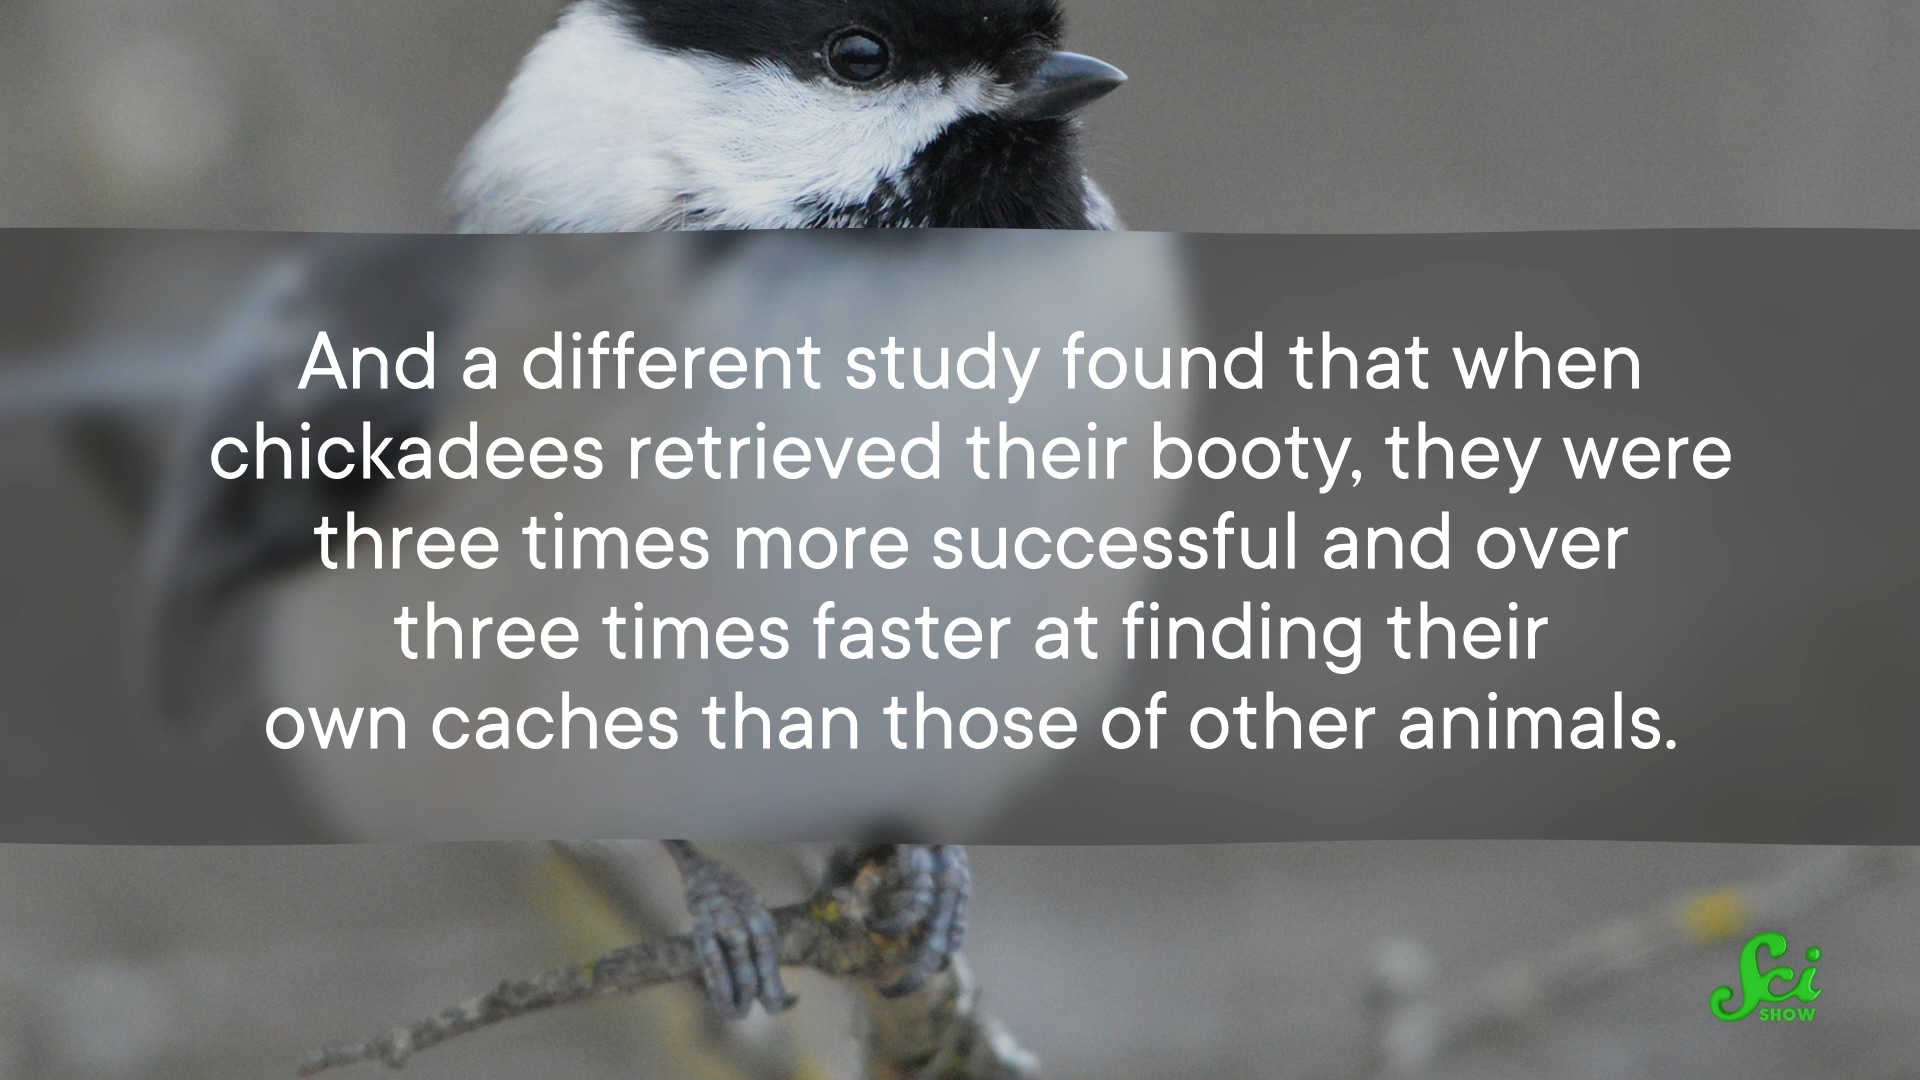 And a different study found that when
chickadees retrieved their booty, they were
three times more successful and over
three times faster at finding their
own caches than those of other animals.
Sci
SHOW